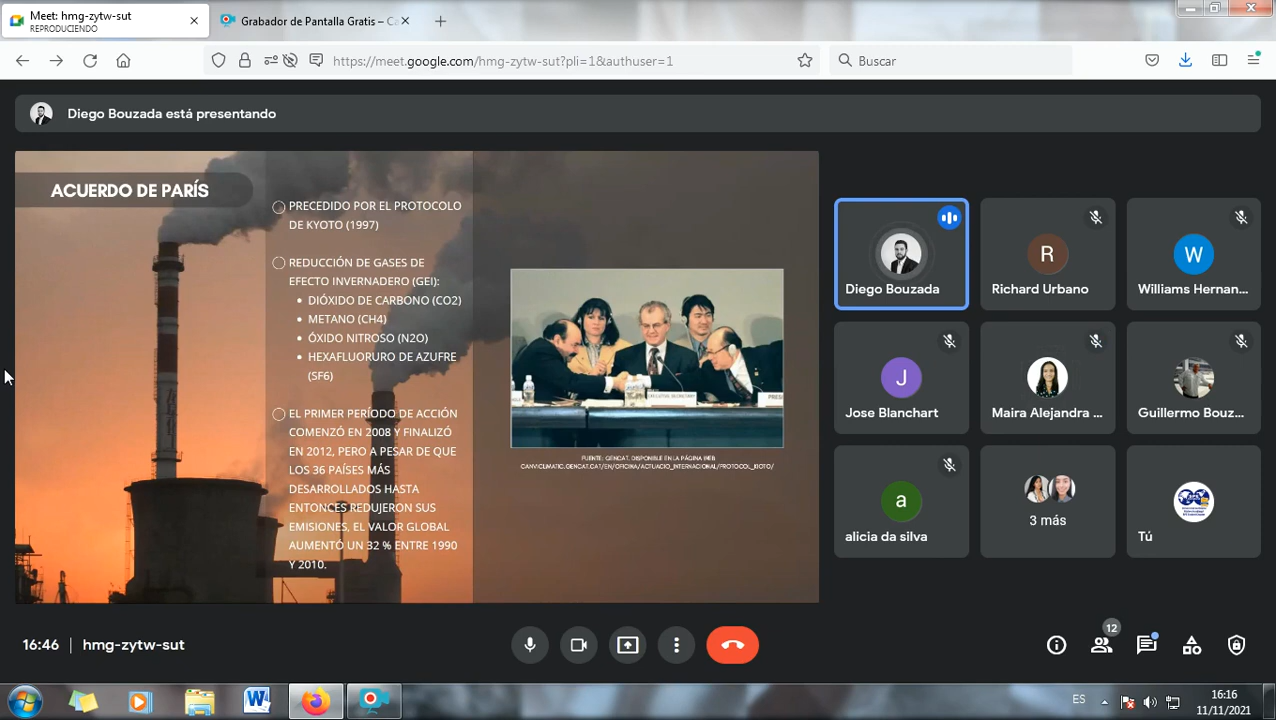 Meet: hmg-zytw-sut
REPRODUCIENDO
Grabador de Pantalla Gratis – C
https://meet.google.com/hmg-zytw-sut?pli=1&authuser=1
Buscar
Diego Bouzada está presentando
ACUERDO DE PARÍS
PRECEDIDO POR EL PROTOCOLO
DE KYOTO (1997)
REDUCCIÓN DE GASES DE
EFECTO INVERNADERO (GEI):
• DIÓXIDO DE CARBONO (CO2)
• METANO (CH4)
• ÓXIDO NITROSO (N2O)
• HEXAFLUORURO DE AZUFRE
(SF6)
EL PRIMER PERÍODO DE ACCIÓN
COMENZÓ EN 2008 Y FINALIZÓ
EN 2012, PERO A PESAR DE QUE
LOS 36 PAÍSES MÁS
DESARROLLADOS HASTA
ENTONCES REDUJERON SUS
EMISIONES, EL VALOR GLOBAL
AUMENTÓ UN 32 % ENTRE 1990
Y 2010.
EXECUTIVE SECRETARY
PRESI
FUENTE: GENCAT. DISPONIBLE EN LA PÁGINA WEB
CANVICLIMATIC.GENCAT.CAT/EN/OFICINA/ACTUACIO_INTERNACIONAL/PROTOCOL_KIOTO/
Diego Bouzada
R
Richard Urbano
W
Williams Hernan...
J
Jose Blanchart
Maira Alejandra ...
Guillermo Bouz...
a
alicia da silva
3 más
Tú
16:46 | hmg-zytw-sut
12
ES
16:16
11/11/2021